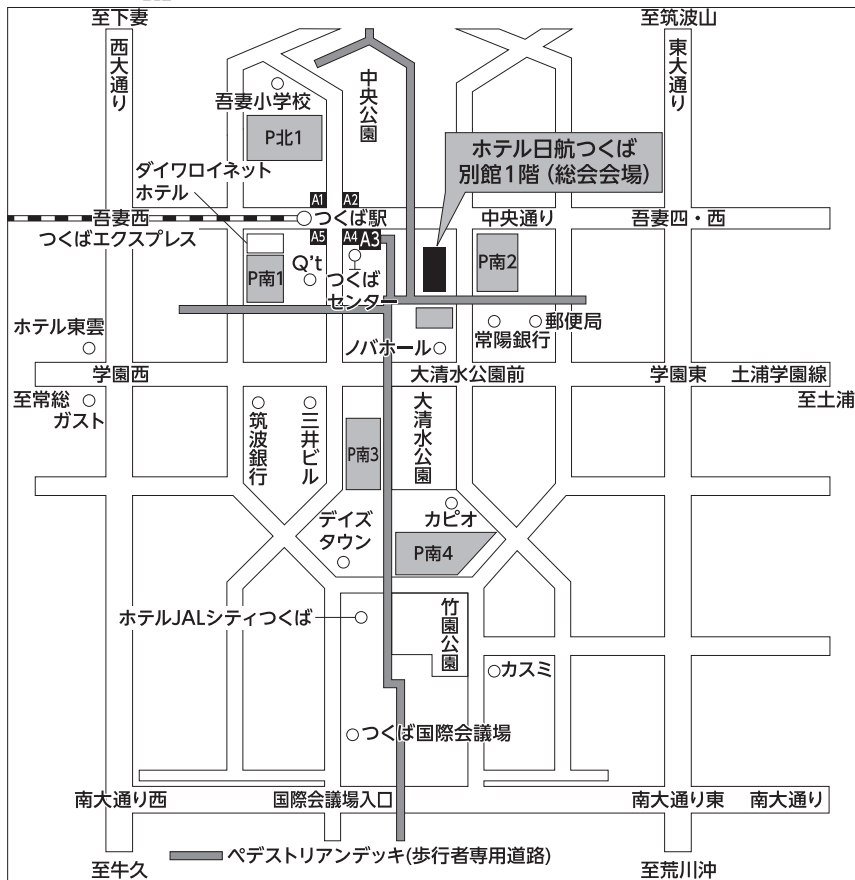 至下妻
至筑波山
西大通り
東大通り
中央公園
吾妻小学校
P北1
ホテル日航つくば
別館1階（総会会場）
ダイワロイネット
ホテル
A1
A2
吾妻西
つくば駅
中央通り
吾妻四・西
つくばエクスプレス
A5
A4
A3
Q't
P南1
P南2
つくば
センター
ホテル東雲
常陽銀行
郵便局
ノバホール
学園西
大清水公園前
学園東
土浦学園線
至常総
ガスト
至土浦
筑波銀行
三井ビル
大清水公園
P南3
デイズ
タウン
カピオ
P南4
ホテルJALシティつくば
竹園公園
カスミ
つくば国際会議場
南大通り西
国際会議場入口
南大通り東
南大通り
ペデストリアンデッキ(歩行者専用道路)
至牛久
至荒川沖